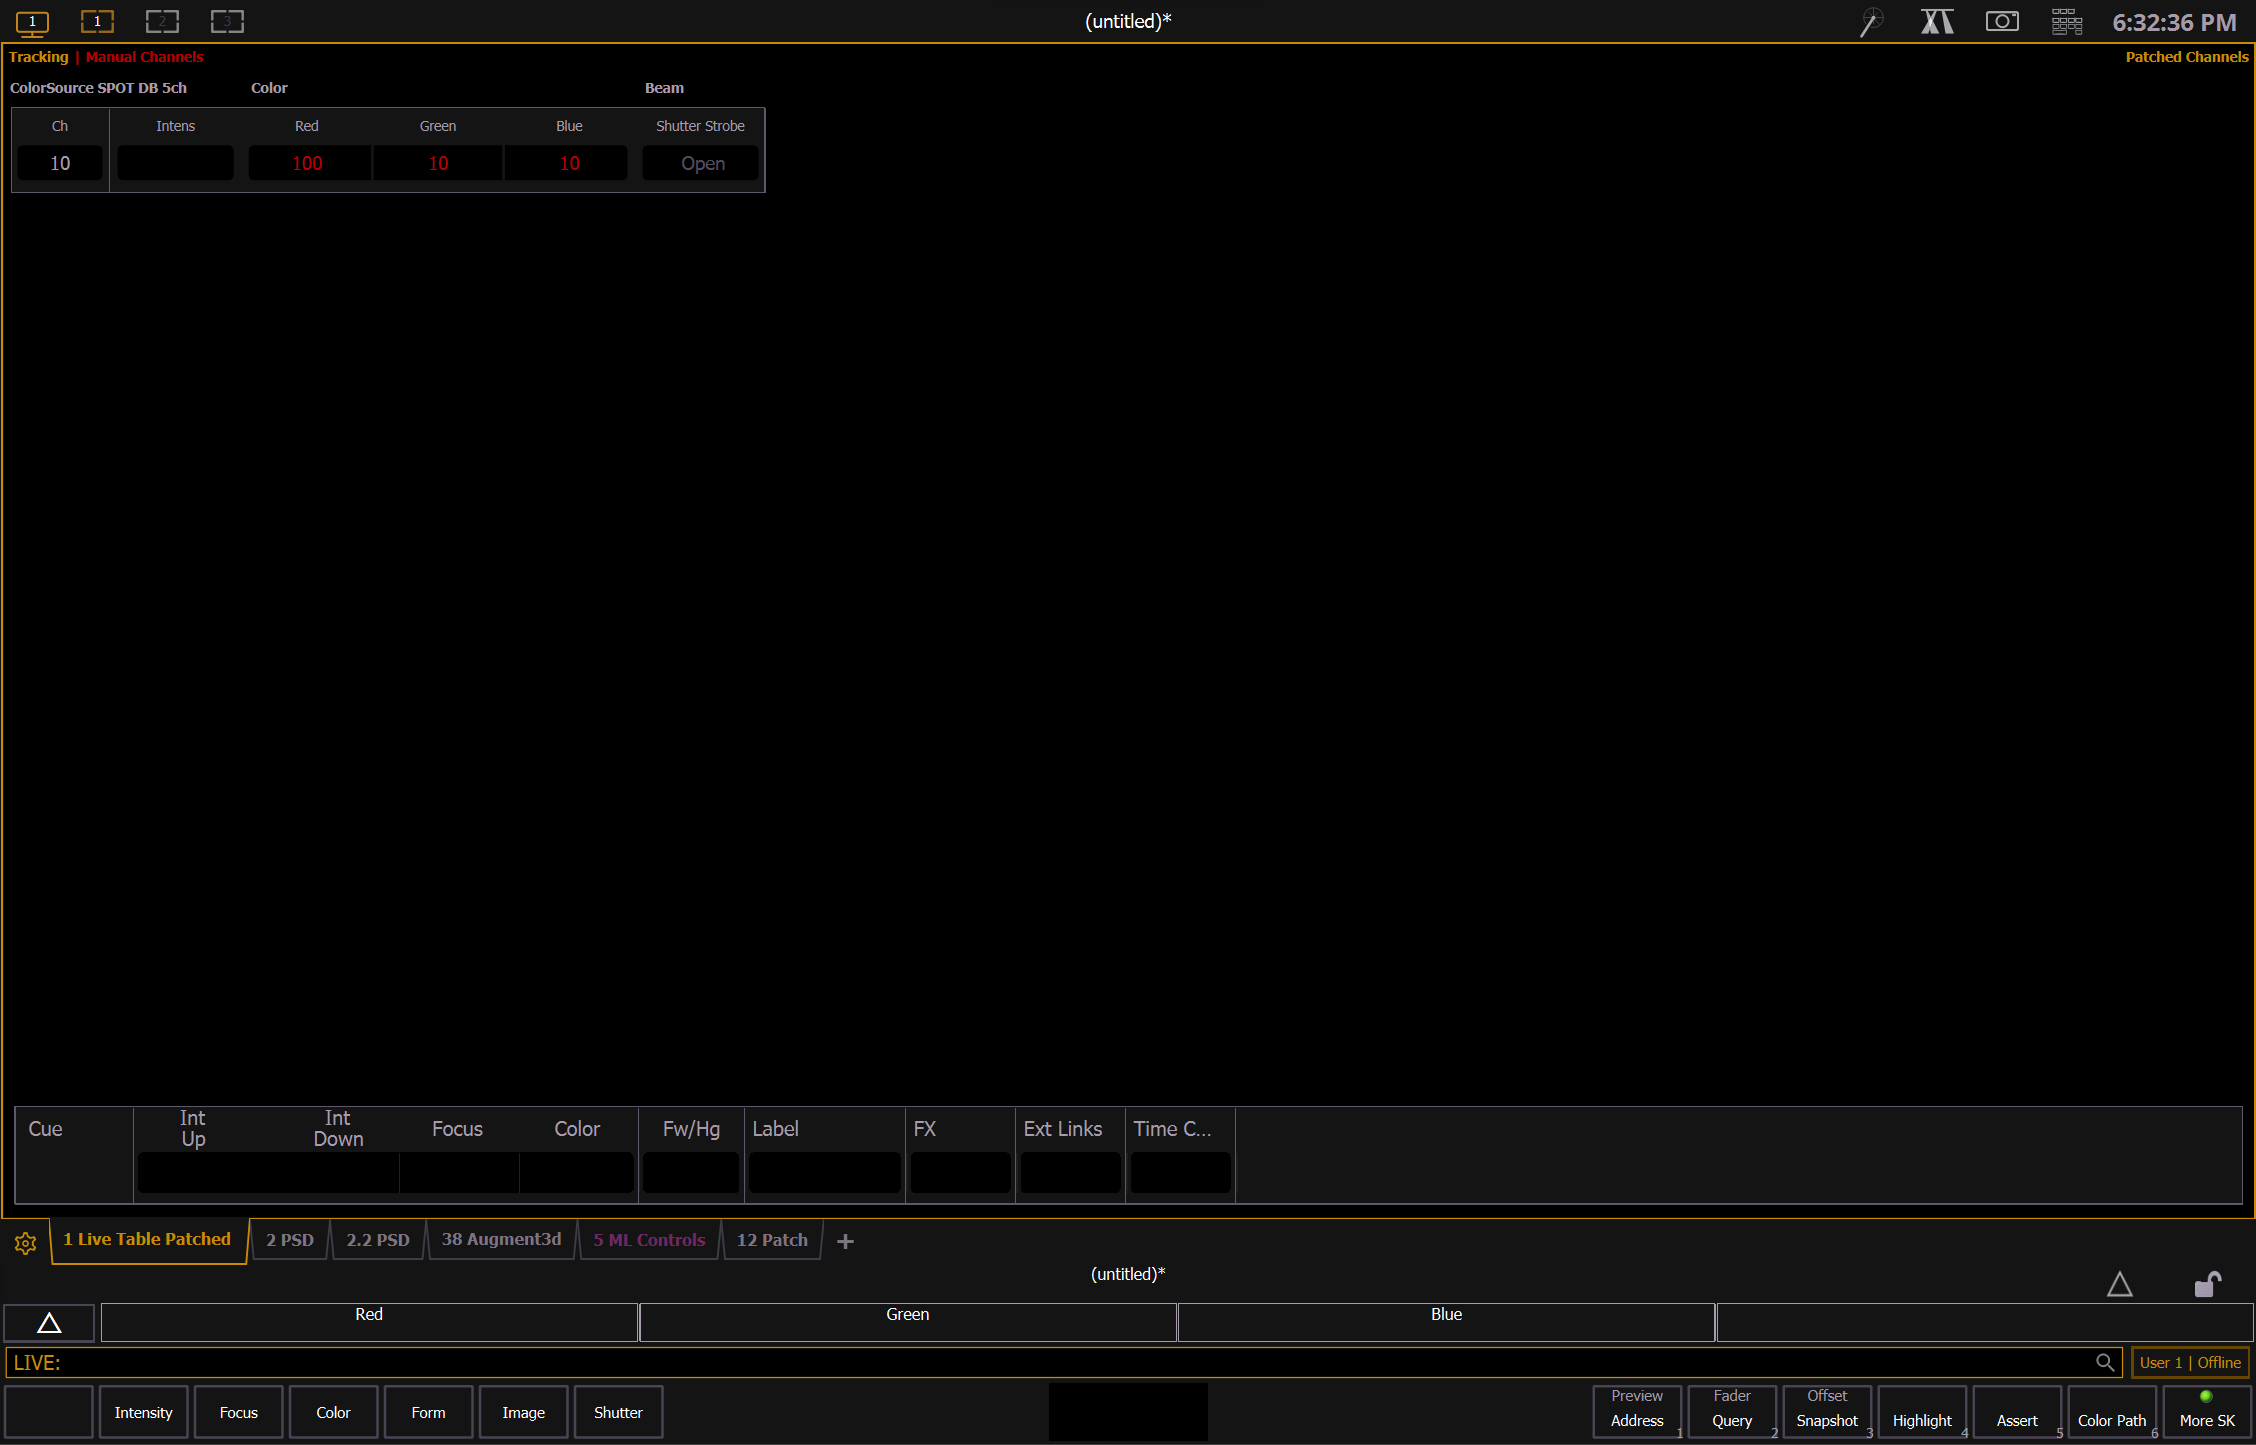 1 1 2 3 (untitled)* 6:32:36 PM
Tracking | Manual Channels Patched Channels
ColorSource SPOT DB 5ch Color Beam
Ch Intens Red Green Blue Shutter Strobe
10 100 10 10 Open
Cue Int Up Int Down Focus Color Fw/Hg Label FX Ext Links Time C...
1 Live Table Patched 2 PSD 2.2 PSD 38 Augment3d 5 ML Controls 12 Patch +
(untitled)*
Red Green Blue
LIVE: User 1 | Offline
Preview Fader Offset
Intensity Focus Color Form Image Shutter Address 1 Query 2 Snapshot 3 Highlight 4 Assert 5 Color Path 6 More SK